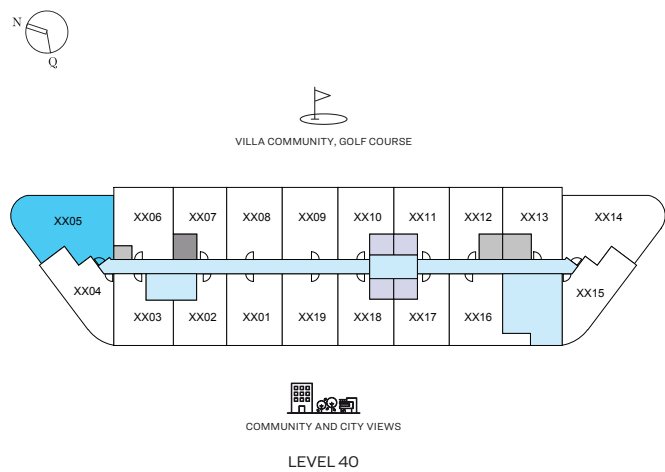 N
Q
VILLA COMMUNITY, GOLF COURSE
XX05
XX06
XX07
XX08
XX09
XX10
XX11
XX12
XX13
XX14
XX04
XX15
XX03
XX02
XX01
XX19
XX18
XX17
XX16
COMMUNITY AND CITY VIEWS
LEVEL 40